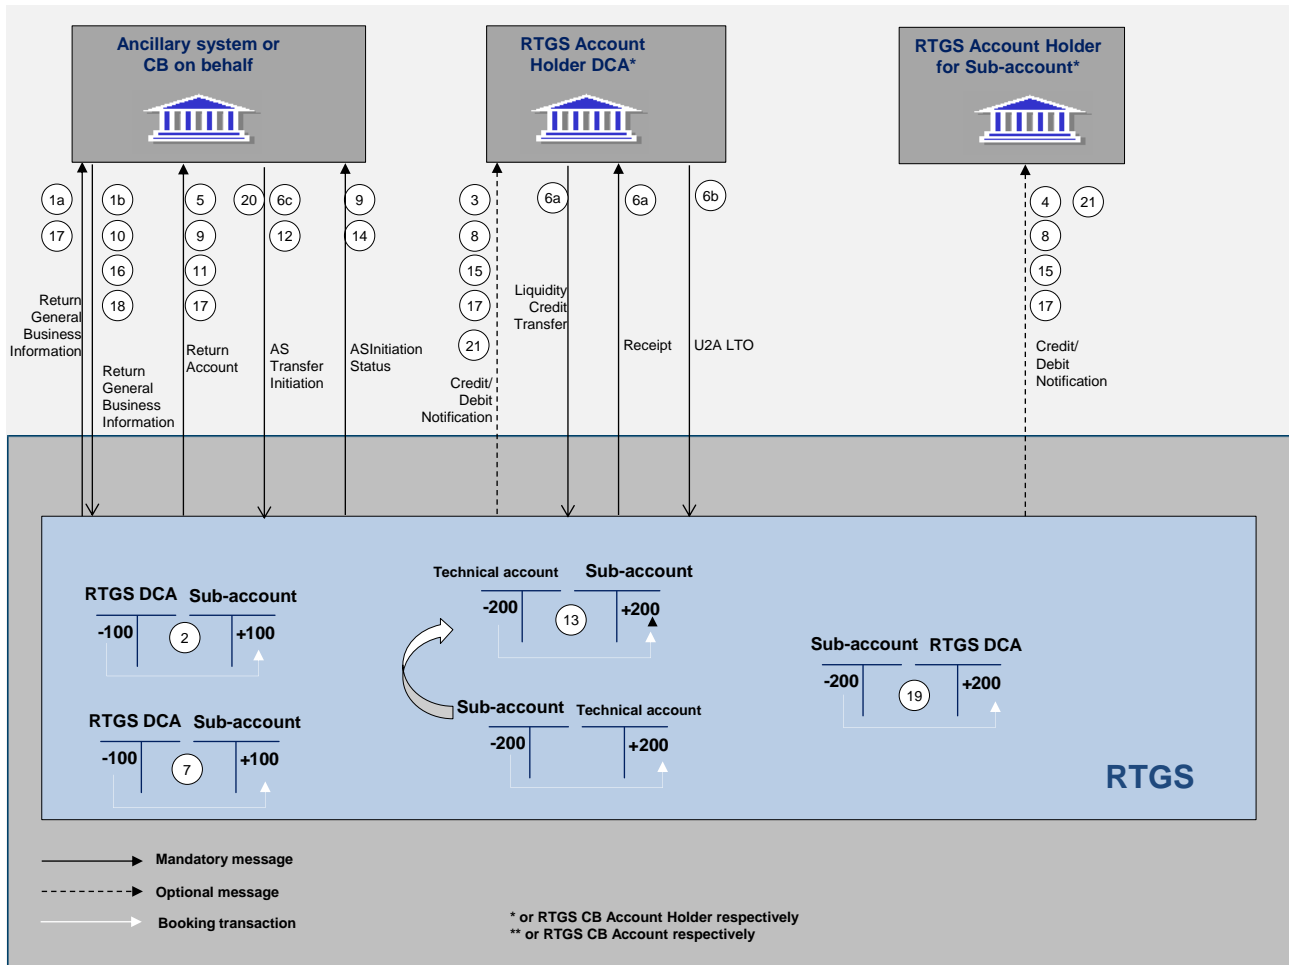 Ancillary system or
CB on behalf
RTGS Account
Holder DCA*
RTGS Account Holder
for Sub-account*
1a
17
Return
General
Business
Information
1b
10
16
18
Return
General
Business
Information
5
9
11
17
Return
Account
20
6c
12
AS
Transfer
Initiation
9
14
ASInitiation
Status
3
8
15
17
21
Credit/
Debit
Notification
6a
Liquidity
Credit
Transfer
6a
Receipt
6b
U2A LTO
4
21
8
15
17
Credit/
Debit
Notification
RTGS DCA Sub-account
-100 2 +100
RTGS DCA Sub-account
-100 7 +100
Technical account Sub-account
-200 13 +200
Sub-account Technical account
-200 +200
Sub-account RTGS DCA
-200 19 +200
RTGS
Mandatory message
Optional message
Booking transaction
* or RTGS CB Account Holder respectively
** or RTGS CB Account respectively